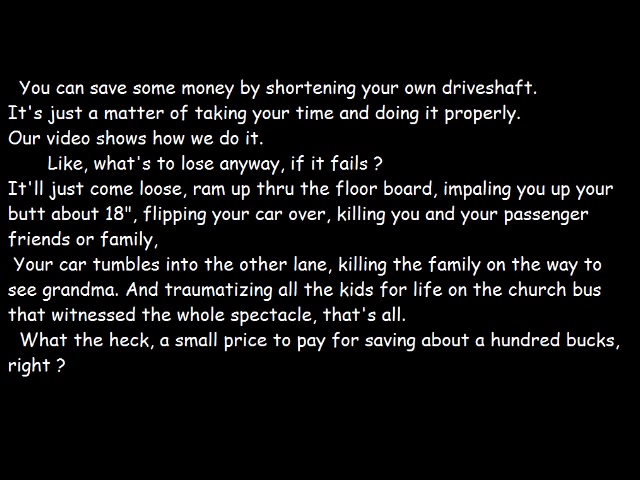 You can save some money by shortening your own driveshaft.
It's just a matter of taking your time and doing it properly.
Our video shows how we do it.
Like, what's to lose anyway, if it fails ?
It'll just come loose, ram up thru the floor board, impaling you up your
butt about 18", flipping your car over, killing you and your passenger
friends or family,
Your car tumbles into the other lane, killing the family on the way to
see grandma. And traumatizing all the kids for life on the church bus
that witnessed the whole spectacle, that's all.
What the heck, a small price to pay for saving about a hundred bucks,
right ?